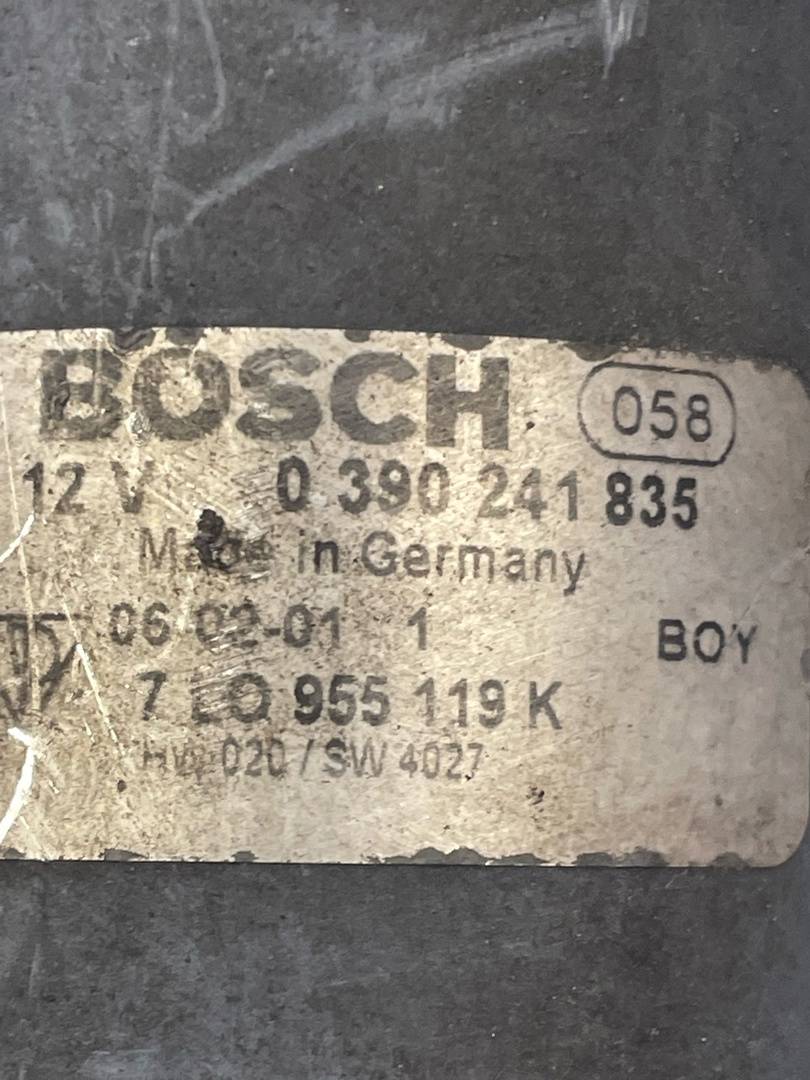 BOSCH 058
12 V 0 390 241 835
Made in Germany
06-02-01 1 BOY
7 L0 955 119 K
HW 020 / SW 4027